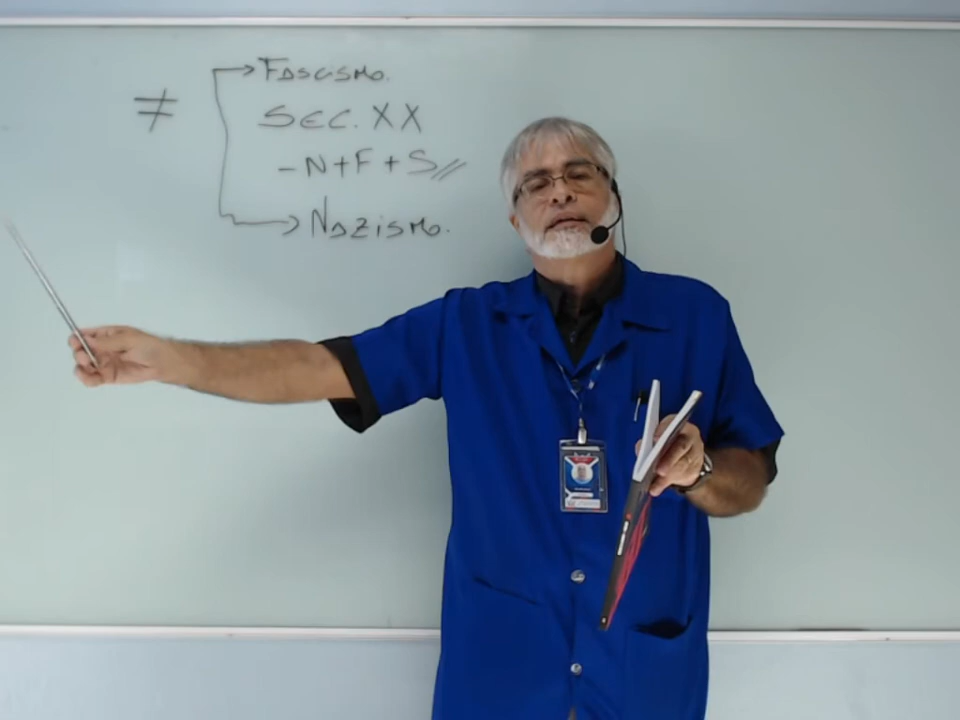 ≠ → Fascismo.
SEC. XX
- N + F + S //
→ Nazismo.